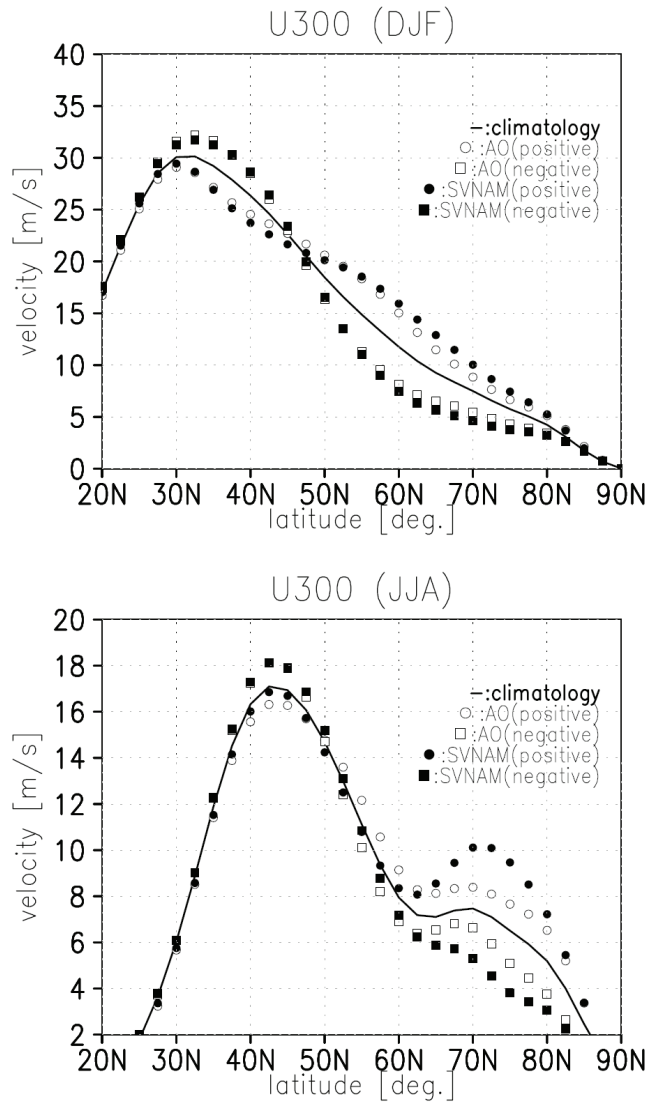 U300 (DJF)
40
35
30
25
20
15
10
5
0
velocity [m/s]
–:climatology
○ :AO(positive)
□ :AO(negative)
● :SVNAM(positive)
■ :SVNAM(negative)
20N 30N 40N 50N 60N 70N 80N 90N
latitude [deg.]
U300 (JJA)
20
18
16
14
12
10
8
6
4
2
velocity [m/s]
–:climatology
○ :AO(positive)
□ :AO(negative)
● :SVNAM(positive)
■ :SVNAM(negative)
20N 30N 40N 50N 60N 70N 80N 90N
latitude [deg.]